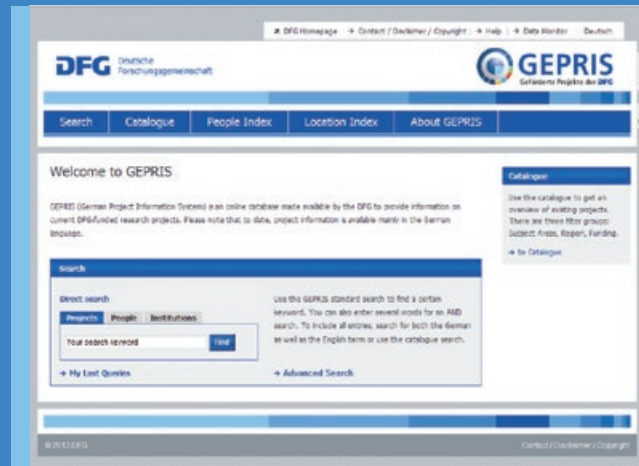 DFG Homepage → Contact / Disclaimer / Copyright | → Help | → Data Monitor Deutsch
DFG Deutsche
Forschungsgemeinschaft
GEPRIS
Geförderte Projekte der DFG
Search Catalogue People Index Location Index About GEPRIS
Welcome to GEPRIS
GEPRIS (German Project Information System) is an online database made available by the DFG to provide information on
current DFG-funded research projects. Please note that to date, project information is available mainly in the German
language.
Catalogue
Use the catalogue to get an
overview of existing projects.
There are three filter groups:
Subject Areas, Region, Funding.
→ to Catalogue
Search
Direct search
Projects People Institutions
Your search keyword Find
→ My Last Queries
Use the GEPRIS standard search to find a certain
keyword. You can also enter several words for an AND
search. To include all entries, search for both the German
as well as the English term or use the catalogue search.
→ Advanced Search
© 2013 DFG Contact / Disclaimer / Copyright